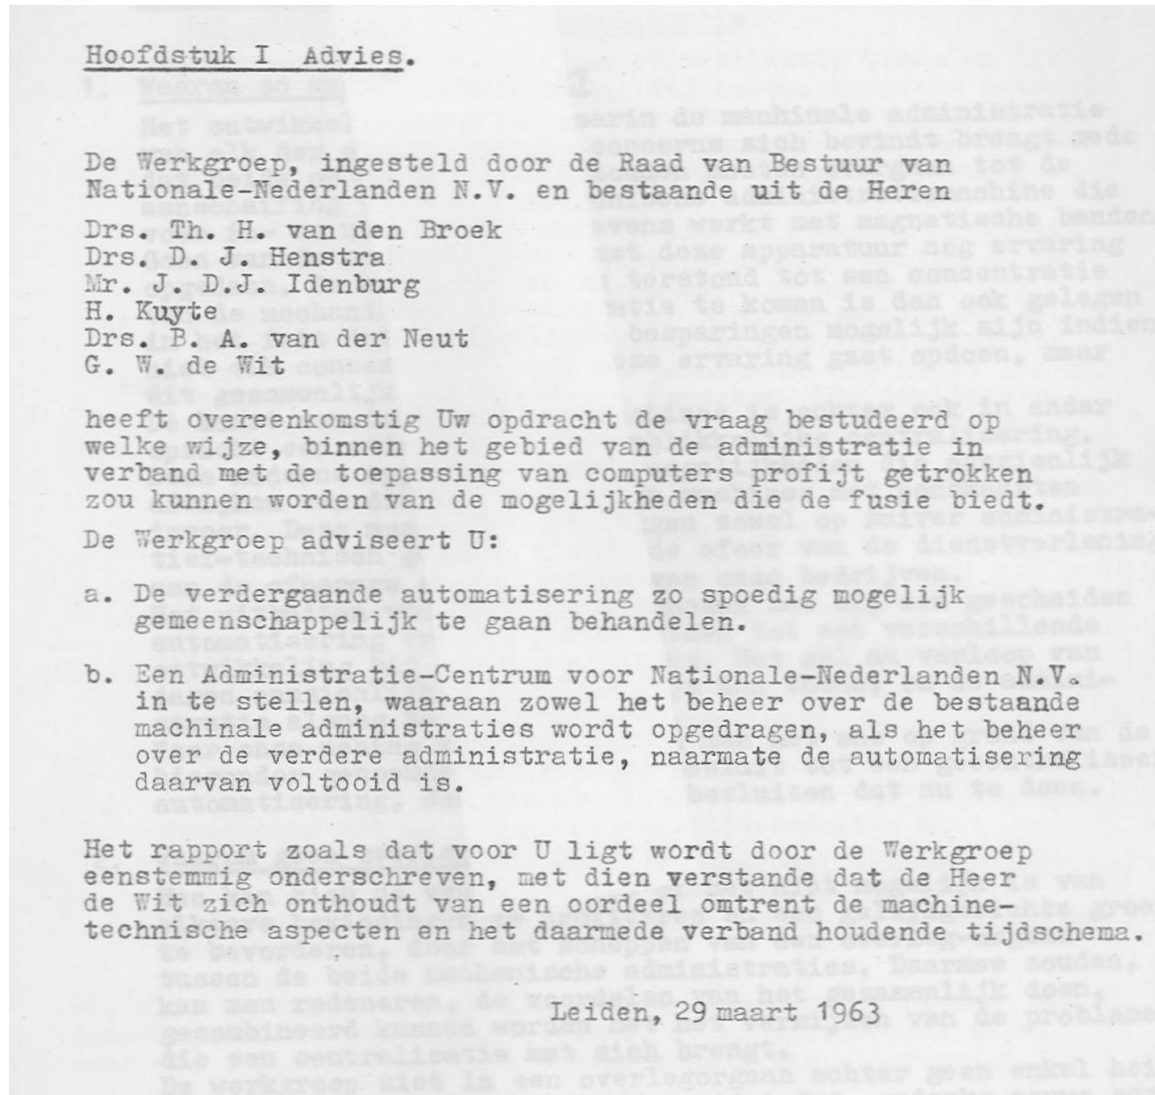 Hoofdstuk I  Advies.
De Werkgroep, ingesteld door de Raad van Bestuur van
Nationale-Nederlanden N.V. en bestaande uit de Heren
Drs. Th. H. van den Broek
Drs. D. J. Henstra
Mr. J. D.J. Idenburg
H. Kuyte
Drs. B. A. van der Neut
G. W. de Wit
heeft overeenkomstig Uw opdracht de vraag bestudeerd op
welke wijze, binnen het gebied van de administratie in
verband met de toepassing van computers profijt getrokken
zou kunnen worden van de mogelijkheden die de fusie biedt.
De Werkgroep adviseert U:
a. De verdergaande automatisering zo spoedig mogelijk
gemeenschappelijk te gaan behandelen.
b. Een Administratie-Centrum voor Nationale-Nederlanden N.V.
in te stellen, waaraan zowel het beheer over de bestaande
machinale administraties wordt opgedragen, als het beheer
over de verdere administratie, naarmate de automatisering
daarvan voltooid is.
Het rapport zoals dat voor U ligt wordt door de Werkgroep
eenstemmig onderschreven, met dien verstande dat de Heer
de Wit zich onthoudt van een oordeel omtrent de machine-
technische aspecten en het daarmede verband houdende tijdschema.
Leiden, 29 maart 1963